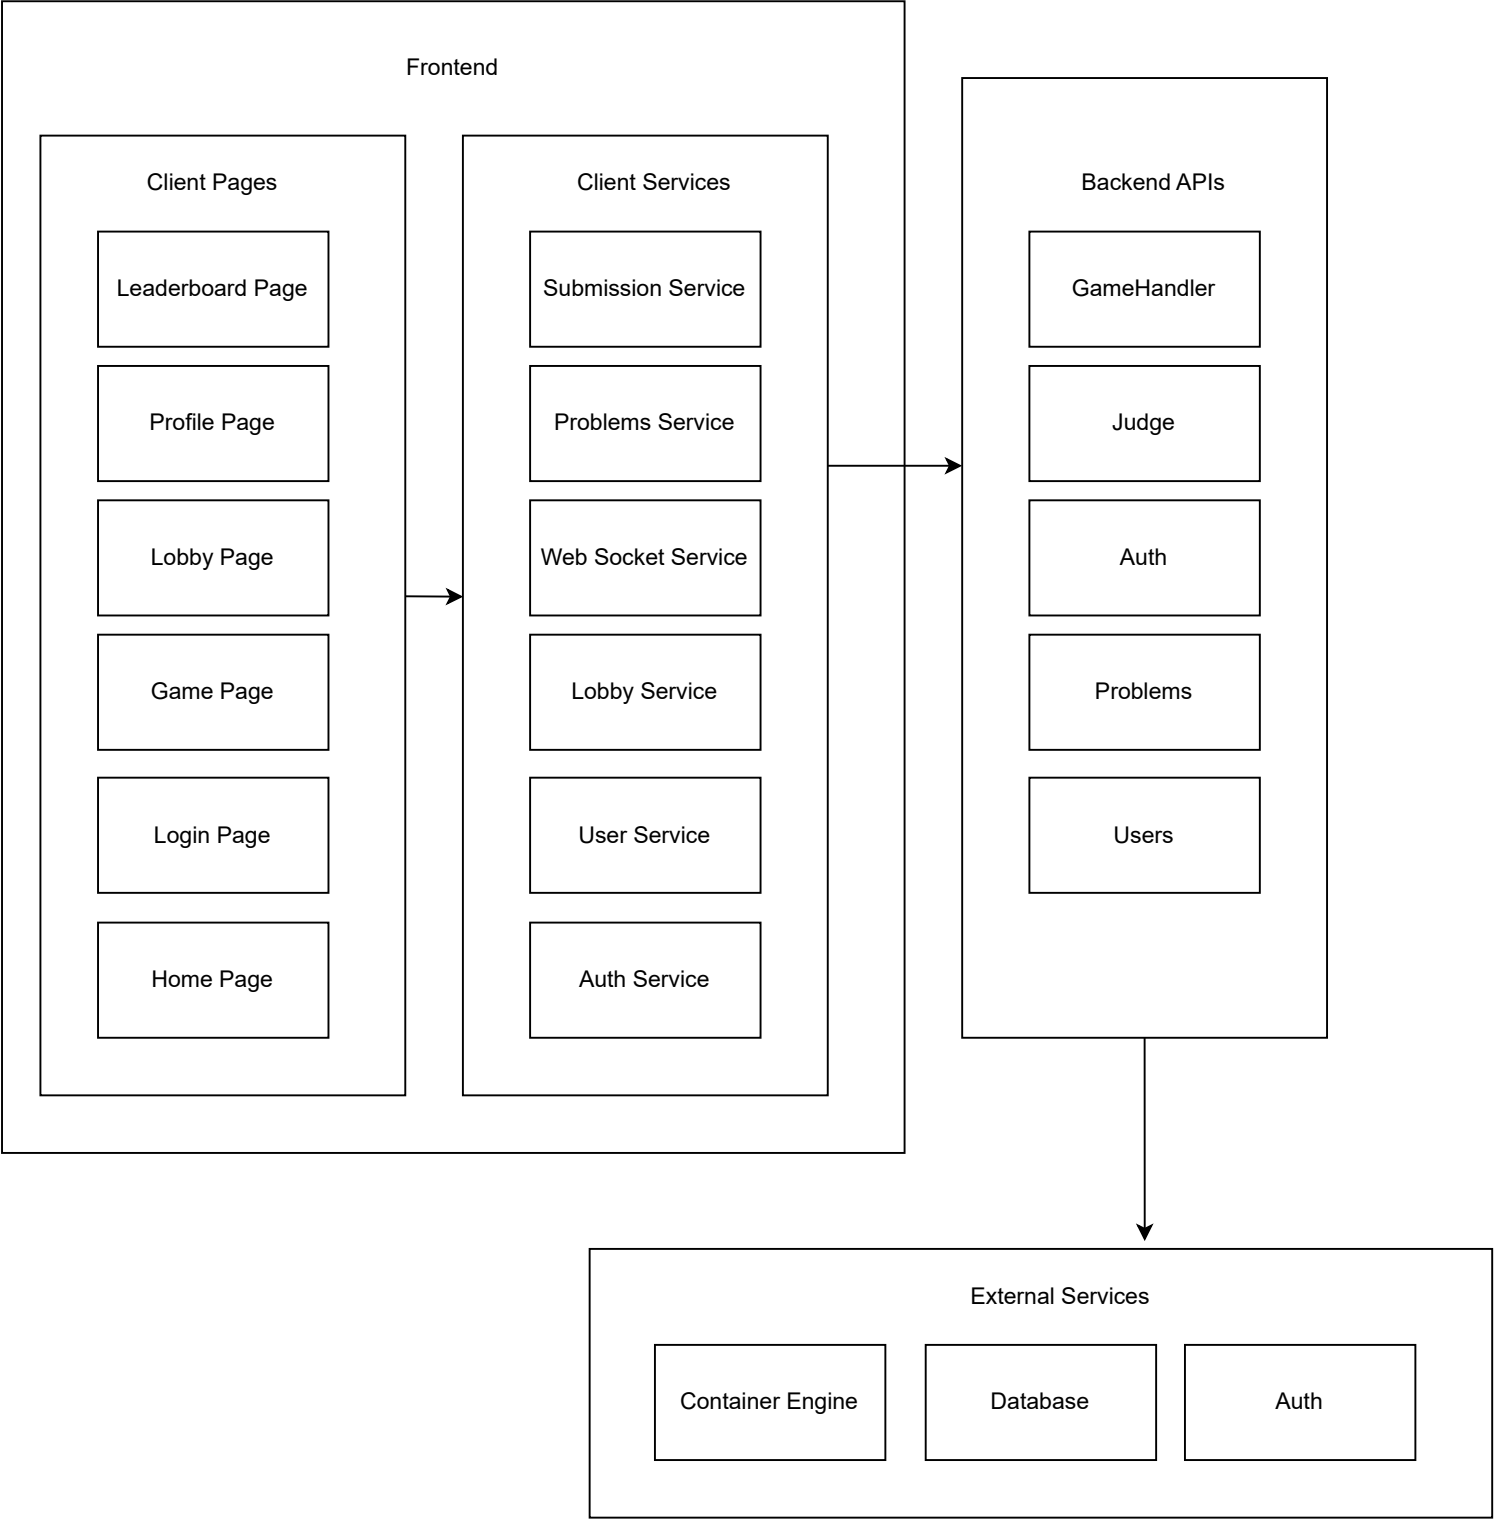 Frontend
Client Pages
Leaderboard Page
Profile Page
Lobby Page
Game Page
Login Page
Home Page
Client Services
Submission Service
Problems Service
Web Socket Service
Lobby Service
User Service
Auth Service
Backend APIs
GameHandler
Judge
Auth
Problems
Users
External Services
Container Engine
Database
Auth